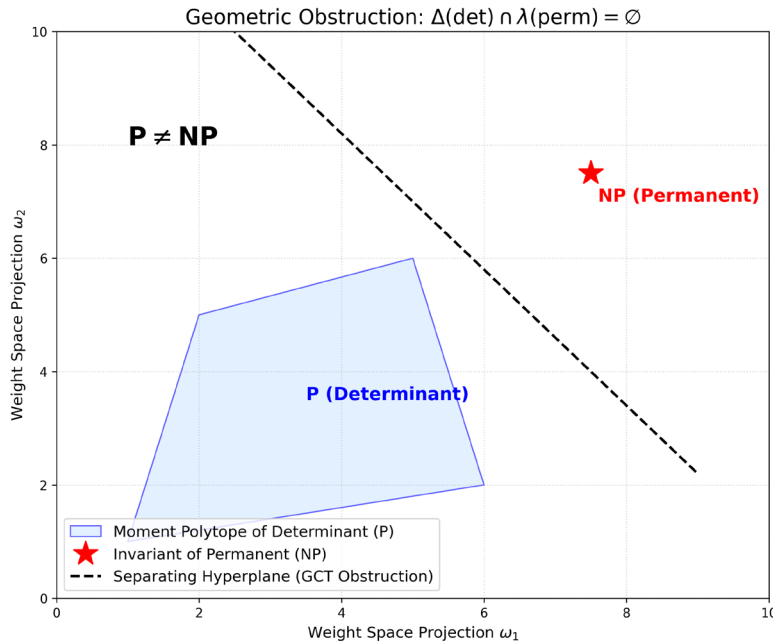 Geometric Obstruction: Δ(det) ∩ λ(perm) = ∅
10
8
6
4
2
0
Weight Space Projection ω₂
P ≠ NP
NP (Permanent)
P (Determinant)
Moment Polytope of Determinant (P)
Invariant of Permanent (NP)
Separating Hyperplane (GCT Obstruction)
0 2 4 6 8 10
Weight Space Projection ω₁